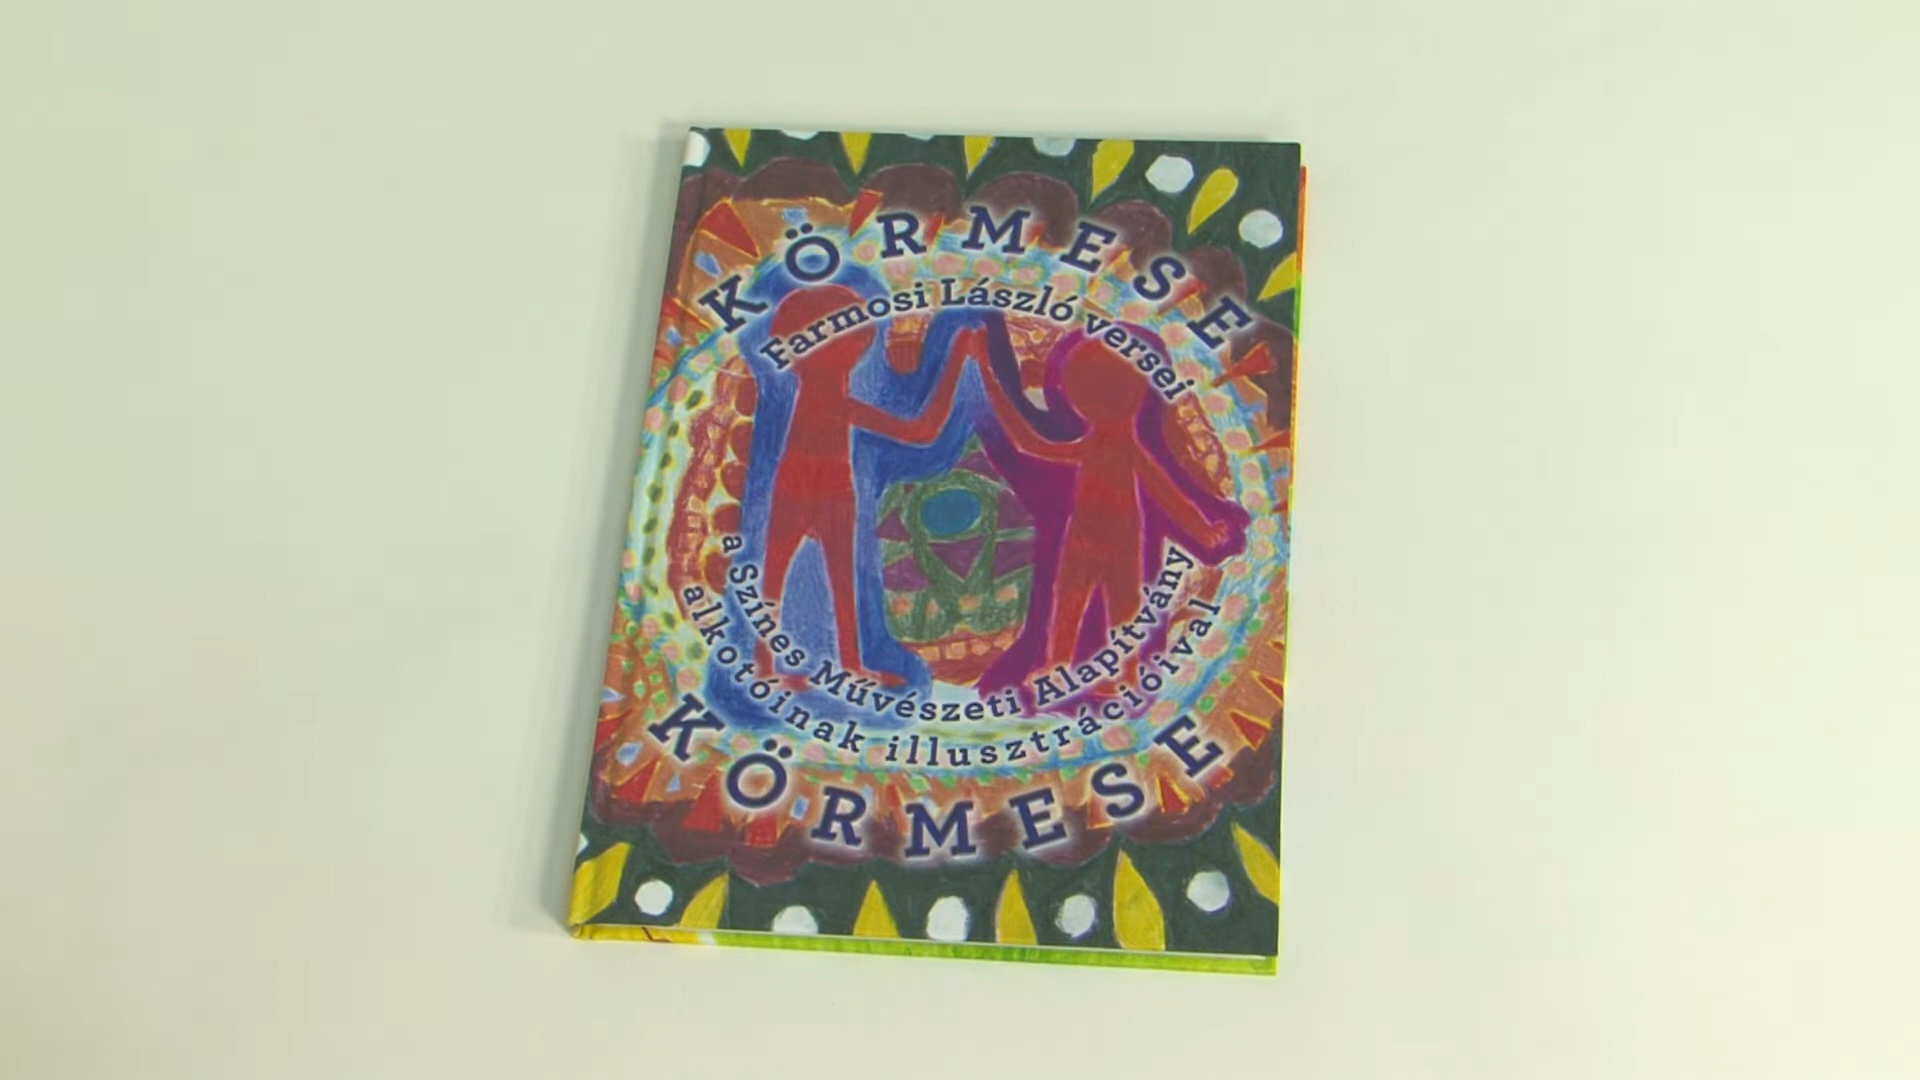 KÖRMESE
Farmosi László versei
a Színes Művészeti Alapítvány
alkotóinak illusztrációival
KÖRMESE